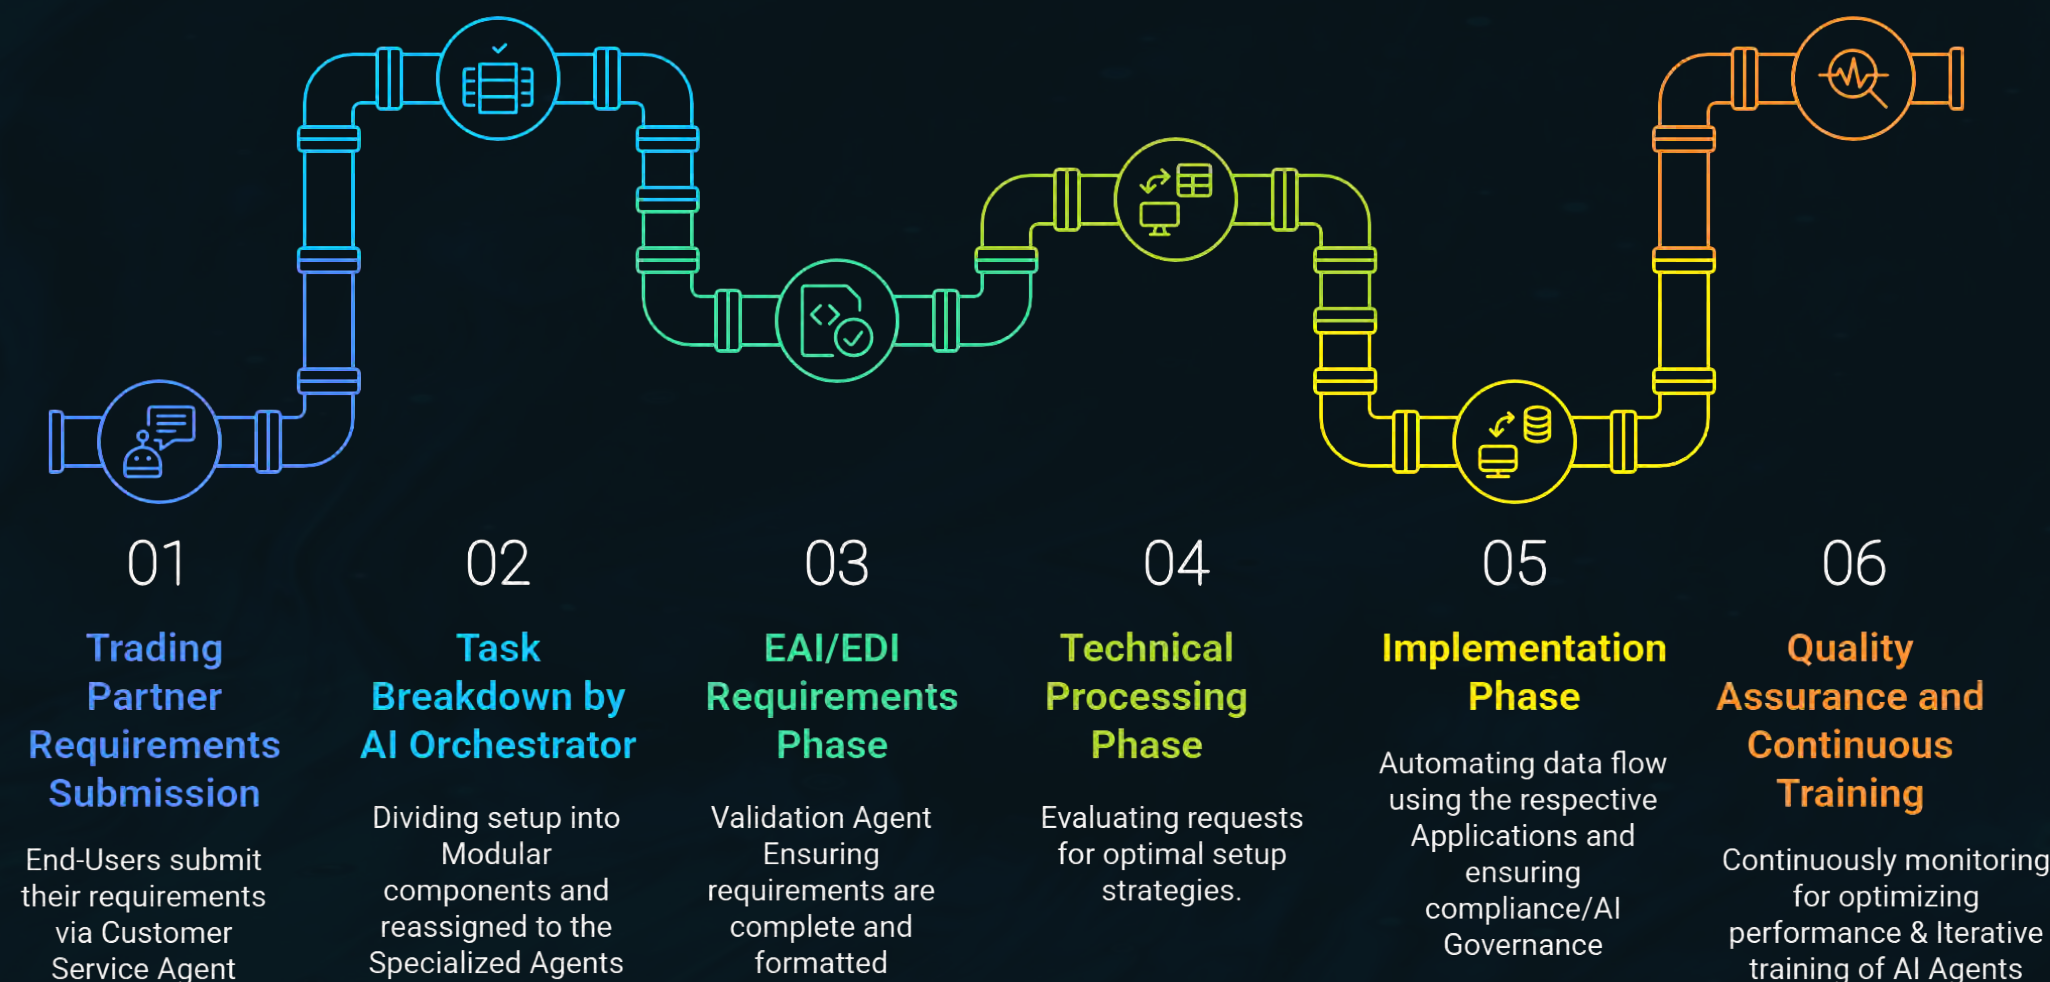 01
Trading
Partner
Requirements
Submission
End-Users submit
their requirements
via Customer
Service Agent
02
Task
Breakdown by
AI Orchestrator
Dividing setup into
Modular
components and
reassigned to the
Specialized Agents
03
EAI/EDI
Requirements
Phase
Validation Agent
Ensuring
requirements are
complete and
formatted
04
Technical
Processing
Phase
Evaluating requests
for optimal setup
strategies.
05
Implementation
Phase
Automating data flow
using the respective
Applications and
ensuring
compliance/AI
Governance
06
Quality
Assurance and
Continuous
Training
Continuously monitoring
for optimizing
performance & Iterative
training of AI Agents